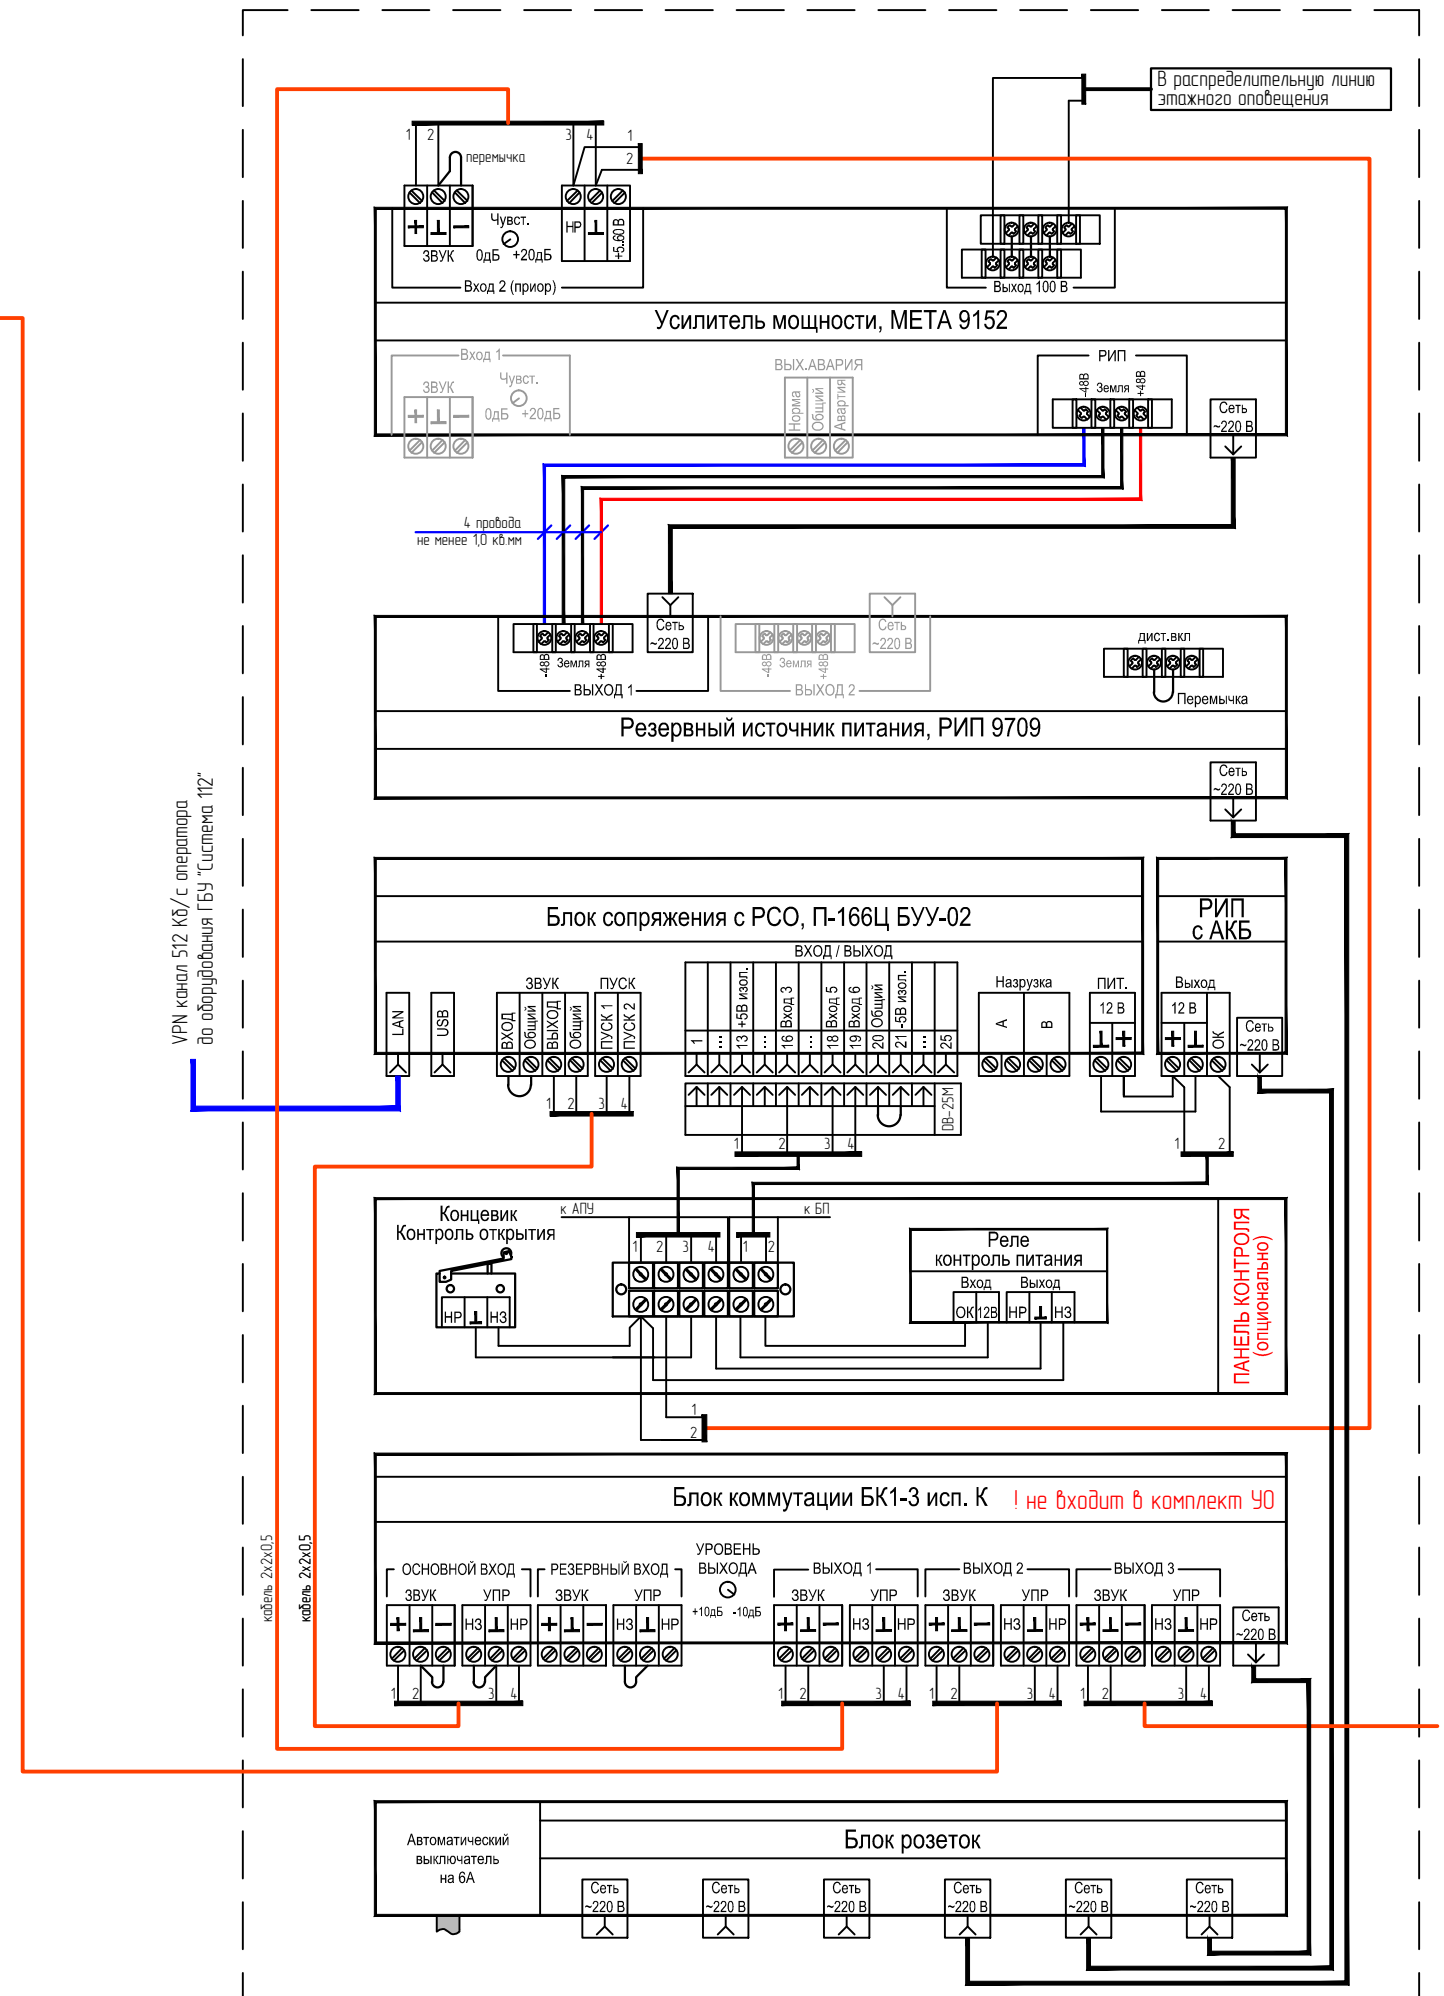 В распределительную линию
этажного оповещения
1 2 3 4 1
2
перемычка
+ ⊥ −
ЗВУК
Чувст.
0дБ +20дБ
НР ⊥ +5..60 В
Вход 2 (приор)
Выход 100 В
Усилитель мощности, МЕТА 9152
Вход 1
ЗВУК
+ ⊥ −
Чувст.
0дБ +20дБ
ВЫХ.АВАРИЯ
Норма Общий Авартия
РИП
-48В Земля +48В
Сеть
~220 В
4 провода
не менее 1,0 кв.мм
Сеть
~220 В
-48В Земля +48В
ВЫХОД 1
Сеть
~220 В
-48В Земля +48В
ВЫХОД 2
дист.вкл
Перемычка
Резервный источник питания, РИП 9709
Сеть
~220 В
VPN канал 512 Кб/с оператора
до оборудования ГБУ "Система 112"
Блок сопряжения с РСО, П-166Ц БУУ-02
РИП
с АКБ
LAN
USB
ЗВУК
ВХОД Общий ВЫХОД Общий
ПУСК
ПУСК 1 ПУСК 2
ВХОД / ВЫХОД
1 ... 13 +5В изол. ... 16 Вход 3 ... 18 Вход 5 19 Вход 6 20 Общий 21 -5В изол. ... 25
Назрузка
А В
ПИТ.
12 В
⊥ +
Выход
12 В
+ ⊥ ОК
Сеть
~220 В
1 2 3 4
DB-25M
1 2 3 4
1 2
Концевик
Контроль открытия
НР ⊥ НЗ
к АПУ
к БП
1 2 3 4 1 2
Реле
контроль питания
Вход Выход
ОК 12В НР ⊥ НЗ
ПАНЕЛЬ КОНТРОЛЯ
(опционально)
1
2
Блок коммутации БК1-3 исп. К
! не входит в комплект УО
кабель 2х2х0,5
кабель 2х2х0,5
ОСНОВНОЙ ВХОД
ЗВУК УПР
+ ⊥ − НЗ ⊥ НР
1 2 3 4
РЕЗЕРВНЫЙ ВХОД
ЗВУК УПР
+ ⊥ − НЗ ⊥ НР
УРОВЕНЬ
ВЫХОДА
+10дБ -10дБ
ВЫХОД 1
ЗВУК УПР
+ ⊥ − НЗ ⊥ НР
1 2 3 4
ВЫХОД 2
ЗВУК УПР
+ ⊥ − НЗ ⊥ НР
1 2 3 4
ВЫХОД 3
ЗВУК УПР
+ ⊥ − НЗ ⊥ НР
1 2 3 4
Сеть
~220 В
Автоматический
выключатель
на 6А
Блок розеток
Сеть
~220 В
Сеть
~220 В
Сеть
~220 В
Сеть
~220 В
Сеть
~220 В
Сеть
~220 В